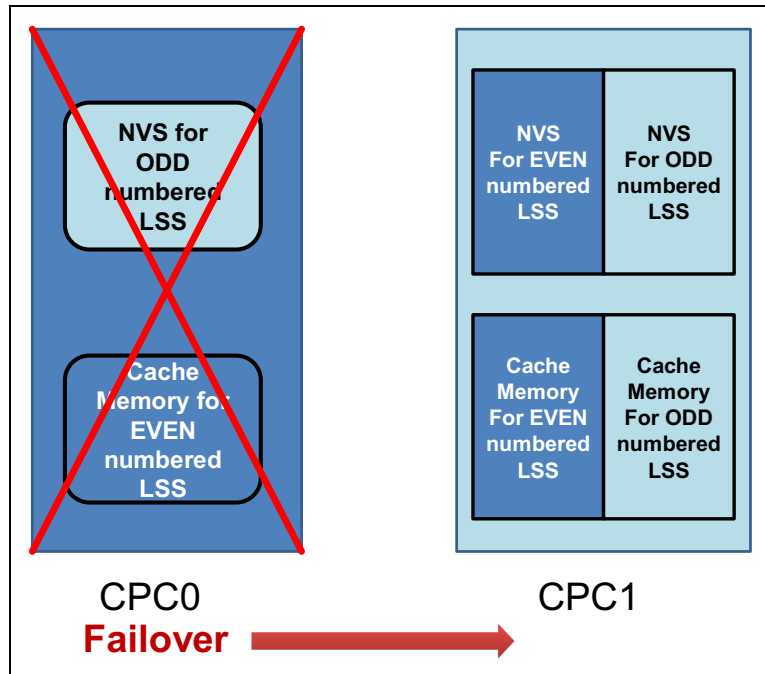 NVS for
ODD
numbered
LSS
Cache
Memory for
EVEN
numbered
LSS
NVS
For EVEN
numbered
LSS
NVS
For ODD
numbered
LSS
Cache
Memory
For EVEN
numbered
LSS
Cache
Memory
For ODD
numbered
LSS
CPC0
CPC1
Failover